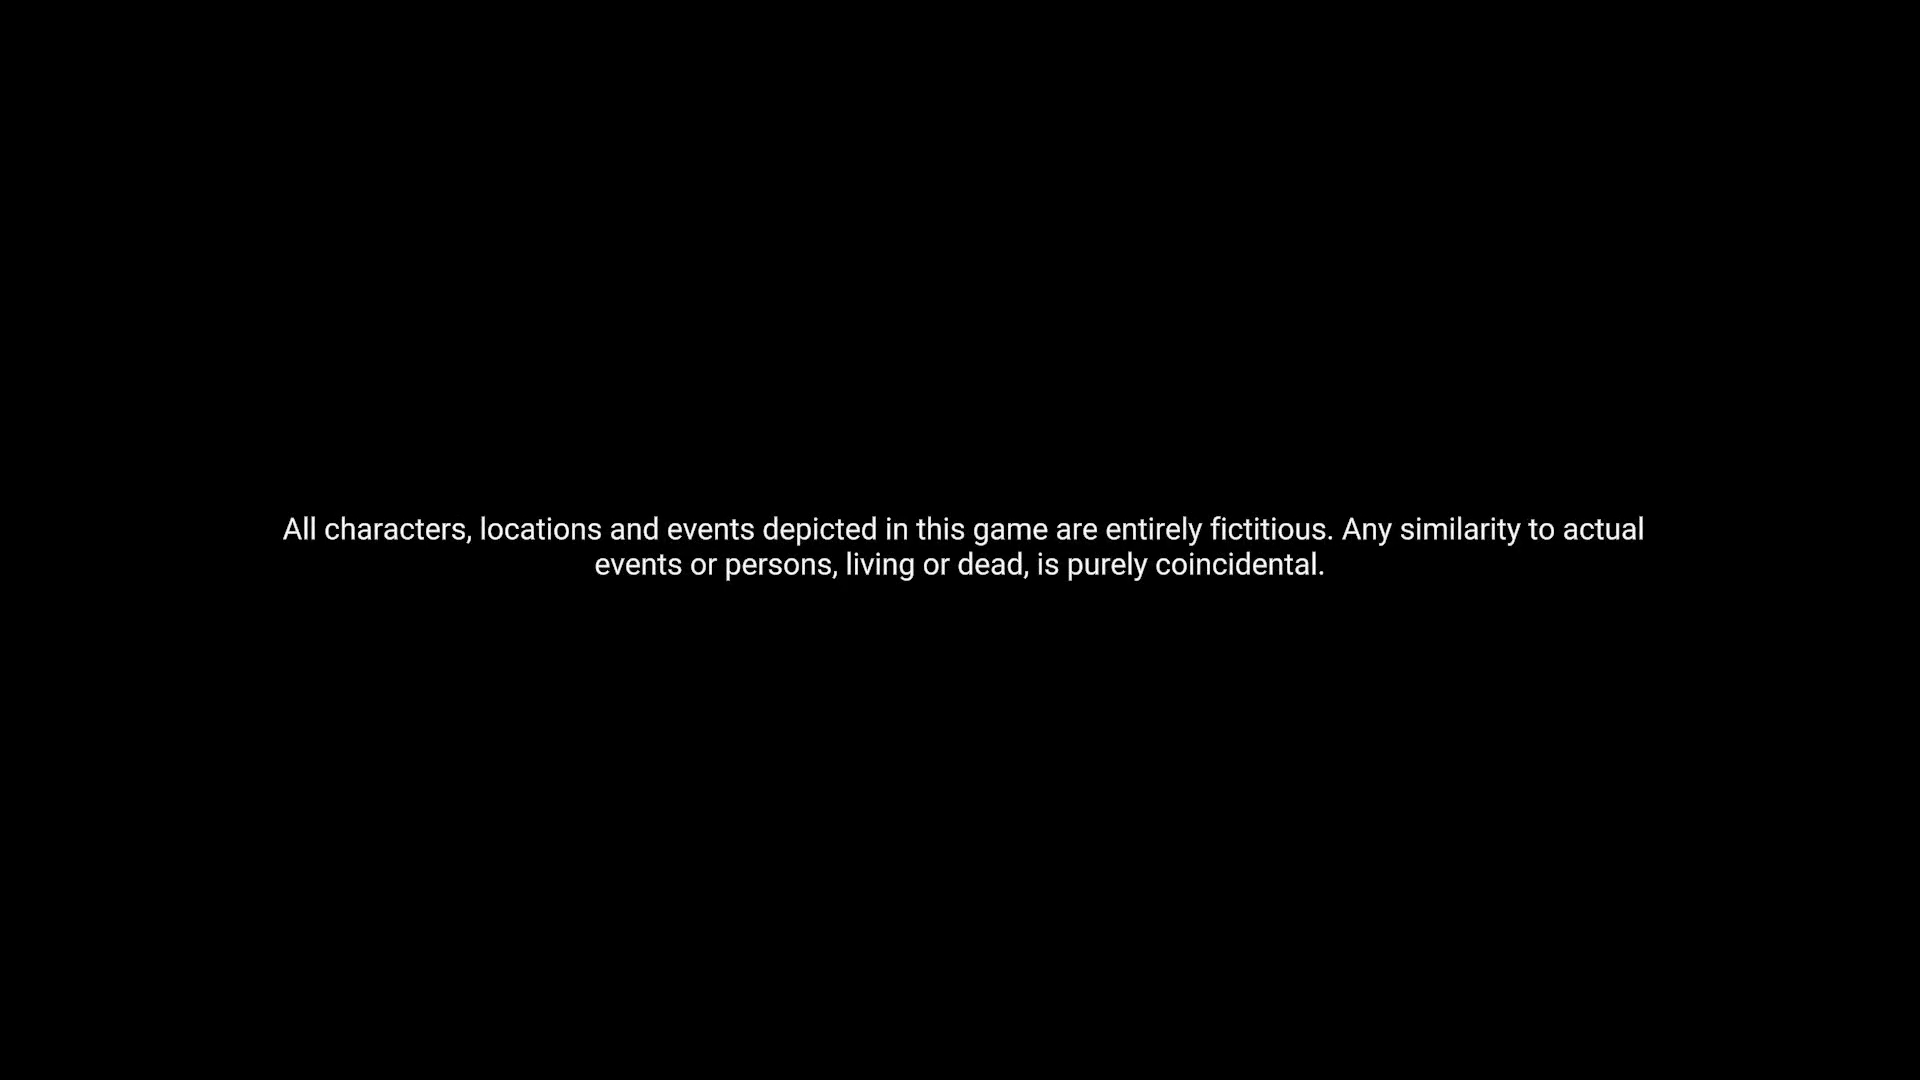 All characters, locations and events depicted in this game are entirely fictitious. Any similarity to actual
events or persons, living or dead, is purely coincidental.